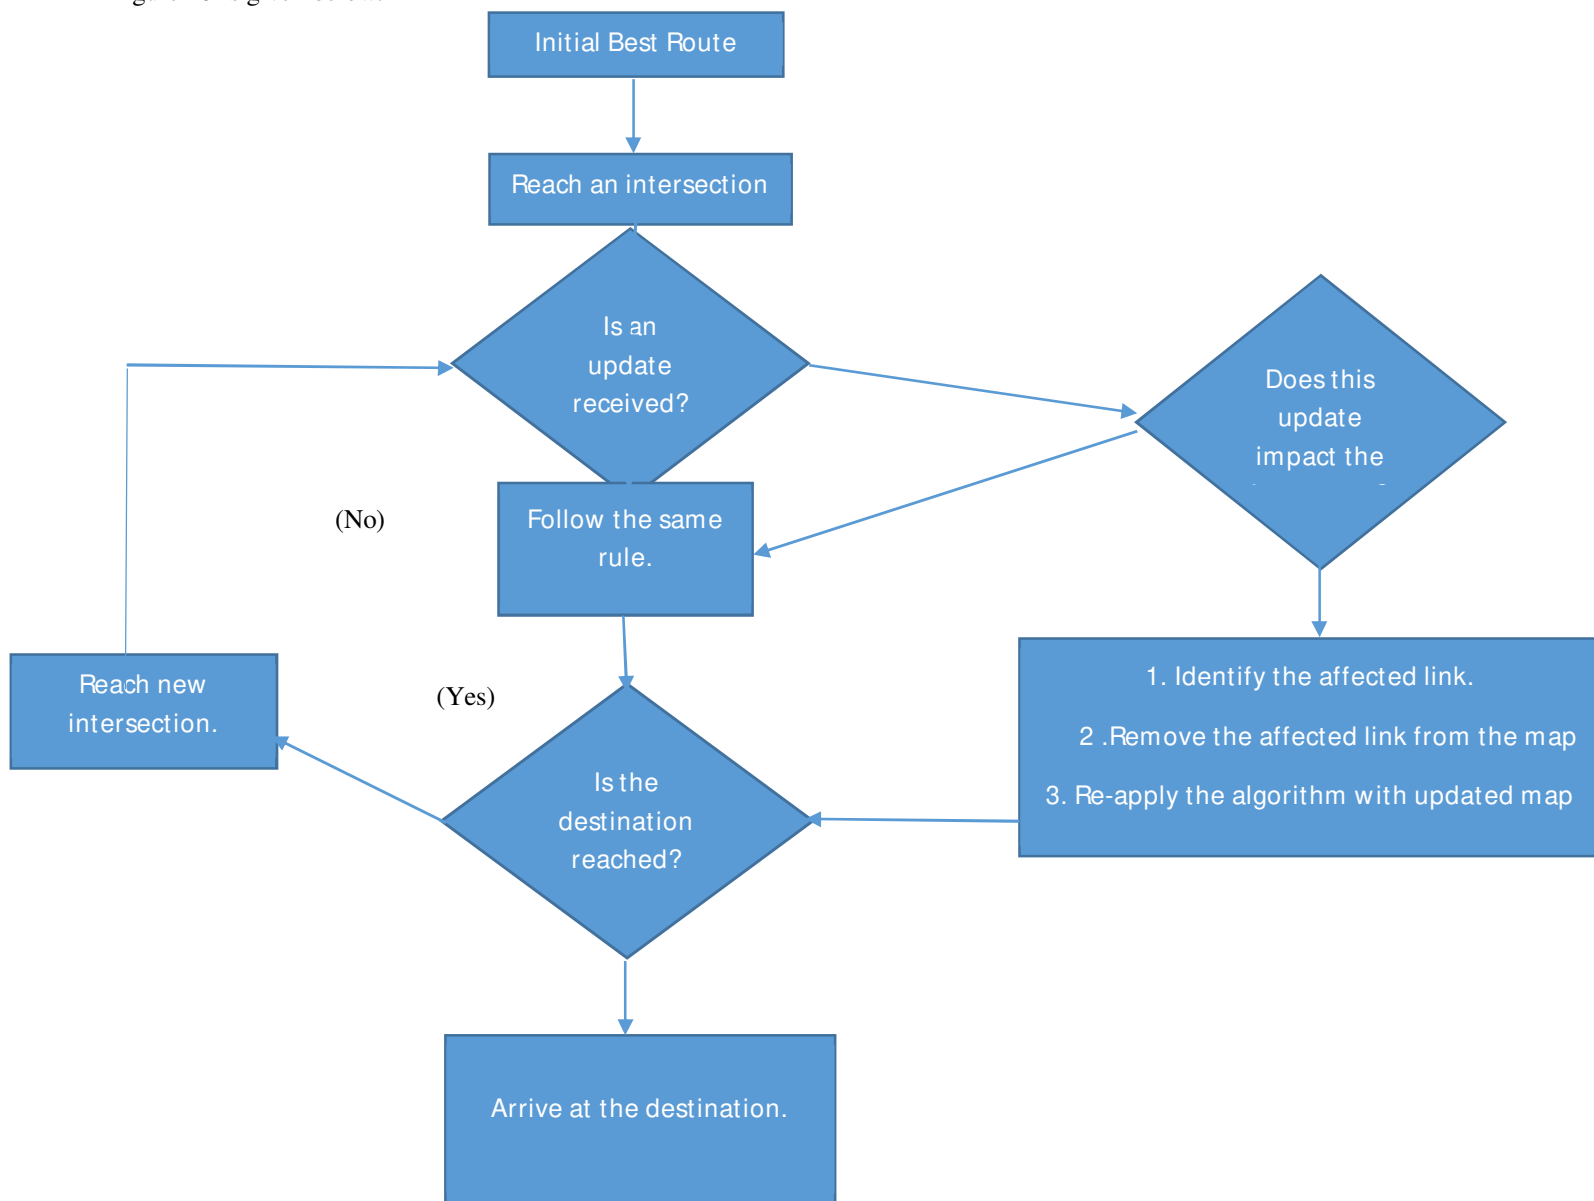 Initial Best Route
Reach an intersection
Is an
update
received?
Does this
update
impact the
(No)
Follow the same
rule.
Reach new
intersection.
(Yes)
1. Identify the affected link.
2 .Remove the affected link from the map
3. Re-apply the algorithm with updated map
Is the
destination
reached?
Arrive at the destination.